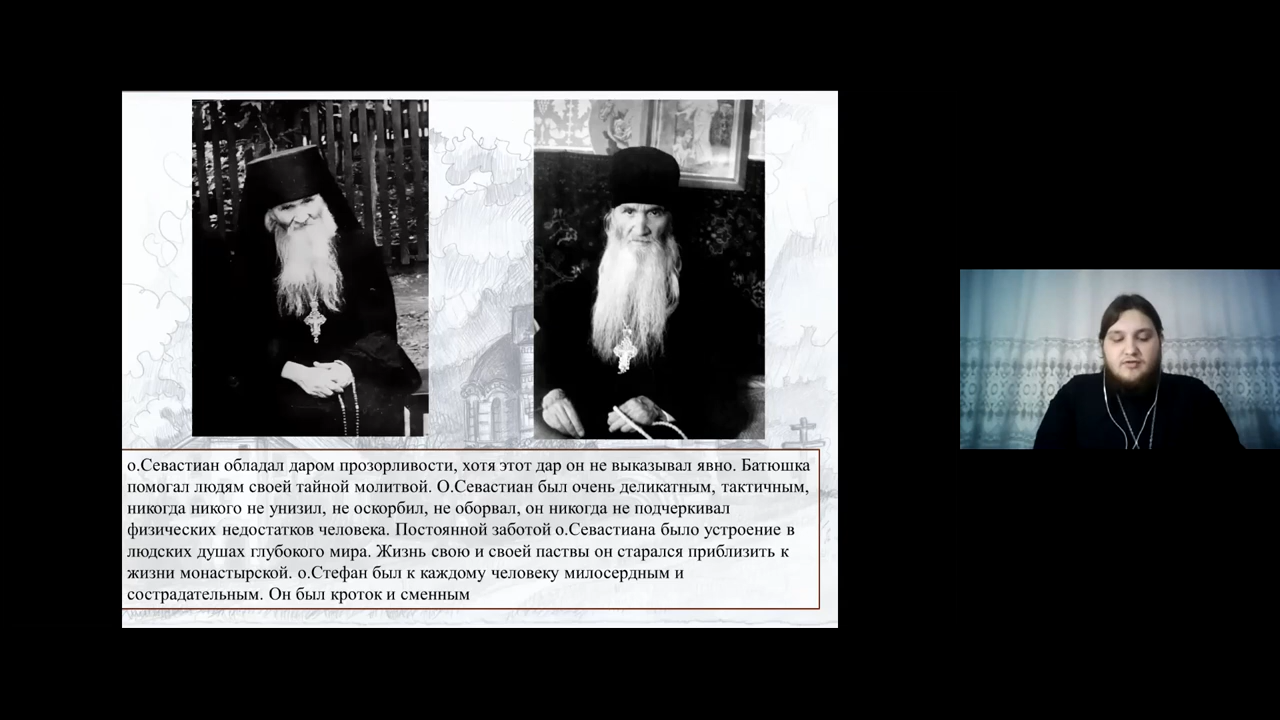 о.Севастиан обладал даром прозорливости, хотя этот дар он не выказывал явно. Батюшка
помогал людям своей тайной молитвой. О.Севастиан был очень деликатным, тактичным,
никогда никого не унизил, не оскорбил, не оборвал, он никогда не подчеркивал
физических недостатков человека. Постоянной заботой о.Севастиана было устроение в
людских душах глубокого мира. Жизнь свою и своей паствы он старался приблизить к
жизни монастырской. о.Стефан был к каждому человеку милосердным и
сострадательным. Он был кроток и сменным